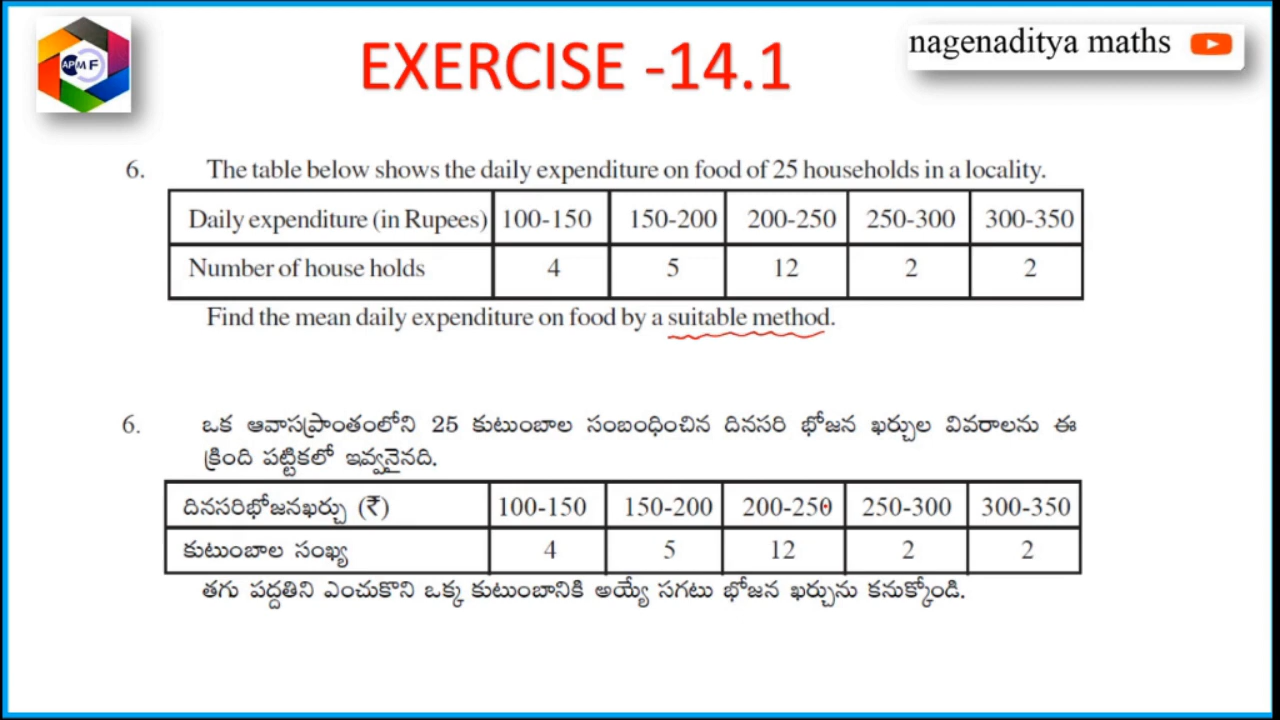 APMF
EXERCISE -14.1
nagenaditya maths
6. The table below shows the daily expenditure on food of 25 households in a locality.
Daily expenditure (in Rupees) 100-150 150-200 200-250 250-300 300-350
Number of house holds 4 5 12 2 2
Find the mean daily expenditure on food by a suitable method.
6. ఒక ఆవాసప్రాంతంలోని 25 కుటుంబాల సంబంధించిన దినసరి భోజన ఖర్చుల వివరాలను ఈ
క్రింది పట్టికలో ఇవ్వనైనది.
దినసరిభోజనఖర్చు (₹) 100-150 150-200 200-250 250-300 300-350
కుటుంబాల సంఖ్య 4 5 12 2 2
తగు పద్దతిని ఎంచుకొని ఒక్క కుటుంబానికి అయ్యే సగటు భోజన ఖర్చును కనుక్కోండి.